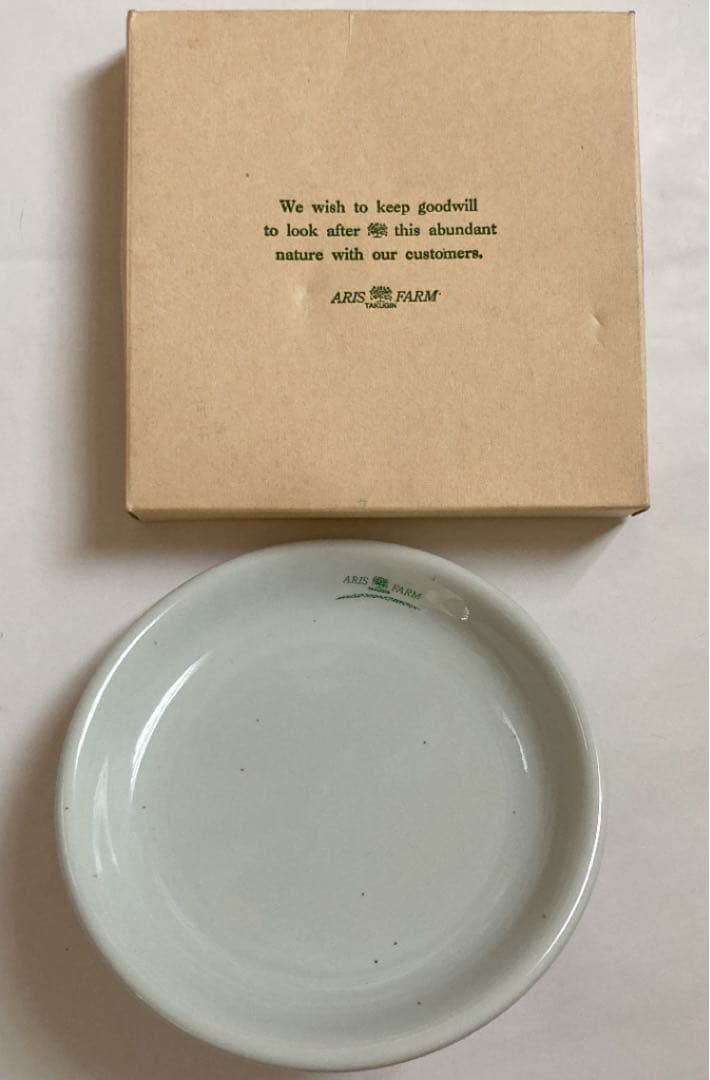 We wish to keep goodwill
to look after this abundant
nature with our customers.
ARIS FARM
TAKUGIN
ARIS FARM
TAKUGIN